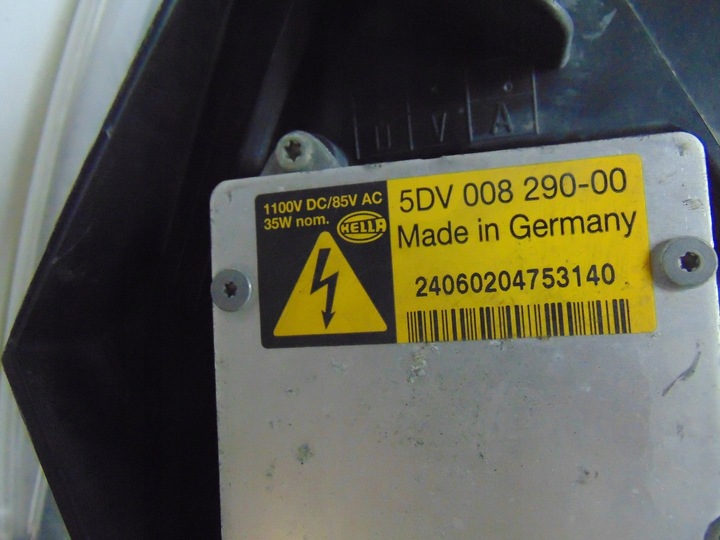 U V A
1100V DC/85V AC
35W nom.
HELLA
5DV 008 290-00
Made in Germany
24060204753140